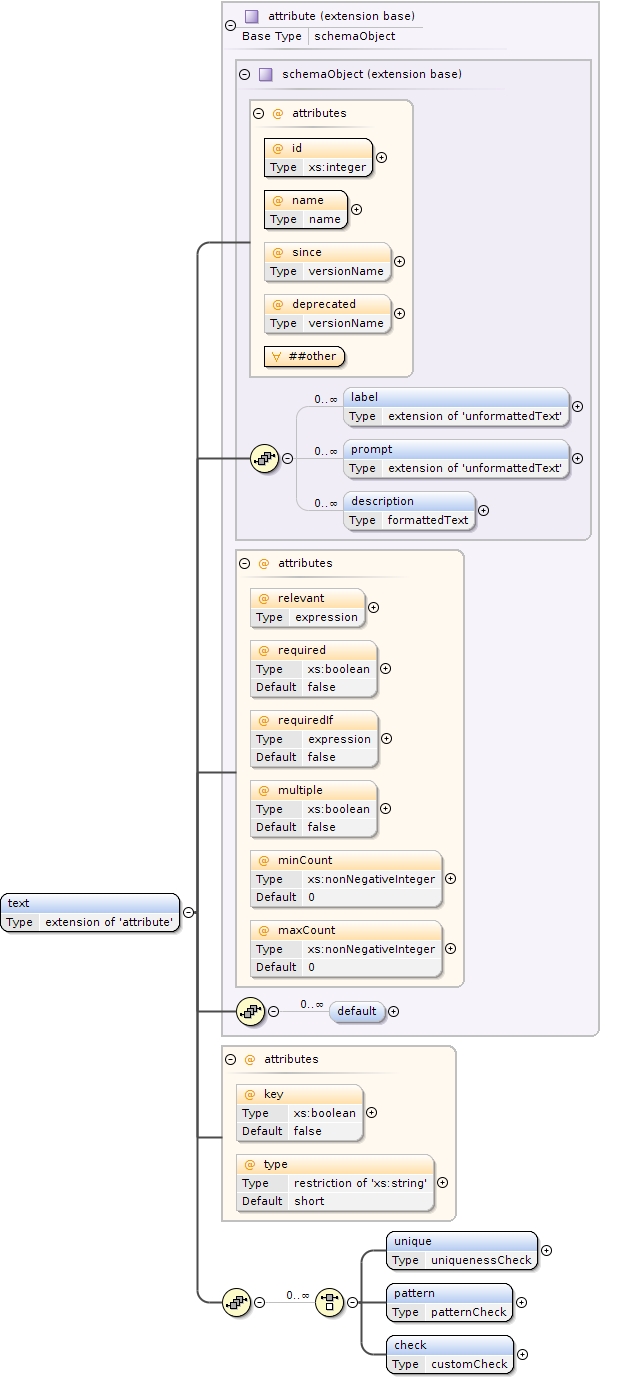 attribute (extension base)
Base Type schemaObject
schemaObject (extension base)
@ attributes
@ id
Type xs:integer
@ name
Type name
@ since
Type versionName
@ deprecated
Type versionName
∀ ##other
0..∞ label
Type extension of 'unformattedText'
0..∞ prompt
Type extension of 'unformattedText'
0..∞ description
Type formattedText
@ attributes
@ relevant
Type expression
@ required
Type xs:boolean
Default false
@ requiredIf
Type expression
Default false
@ multiple
Type xs:boolean
Default false
@ minCount
Type xs:nonNegativeInteger
Default 0
@ maxCount
Type xs:nonNegativeInteger
Default 0
text
Type extension of 'attribute'
0..∞ default
@ attributes
@ key
Type xs:boolean
Default false
@ type
Type restriction of 'xs:string'
Default short
0..∞
unique
Type uniquenessCheck
pattern
Type patternCheck
check
Type customCheck